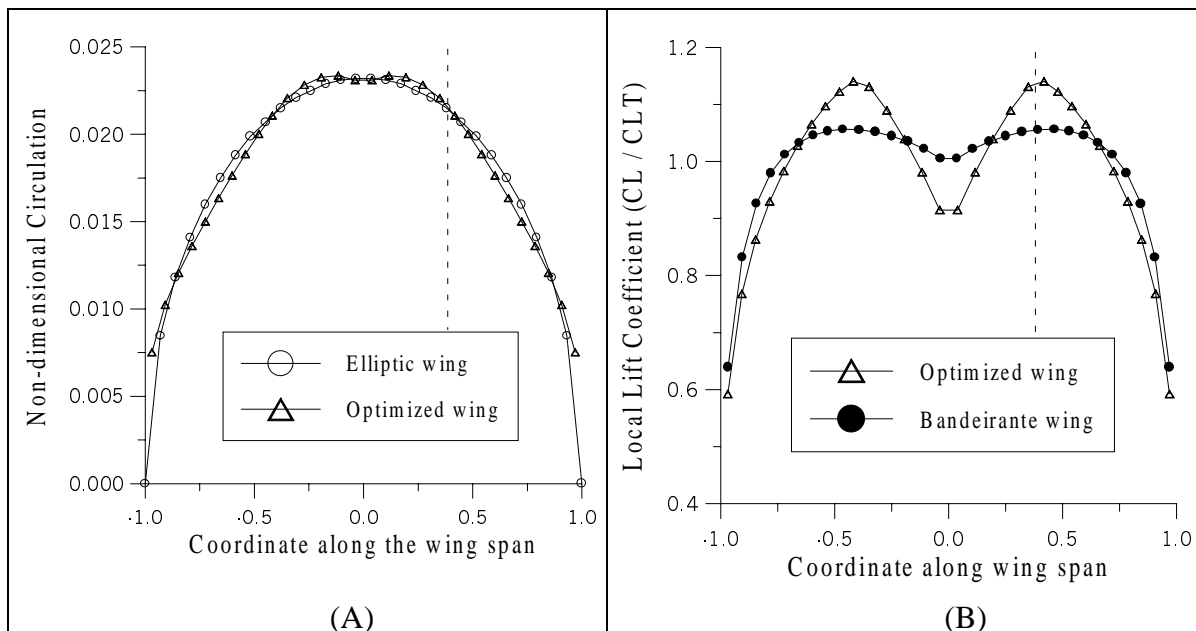 Non-dimensional Circulation
0.025
0.020
0.015
0.010
0.005
0.000
Elliptic wing
Optimized wing
-1.0 -0.5 0.0 0.5 1.0
Coordinate along the wing span
(A)
Local Lift Coefficient (CL / CLT)
1.2
1.0
0.8
0.6
0.4
Optimized wing
Bandeirante wing
-1.0 -0.5 0.0 0.5 1.0
Coordinate along wing span
(B)